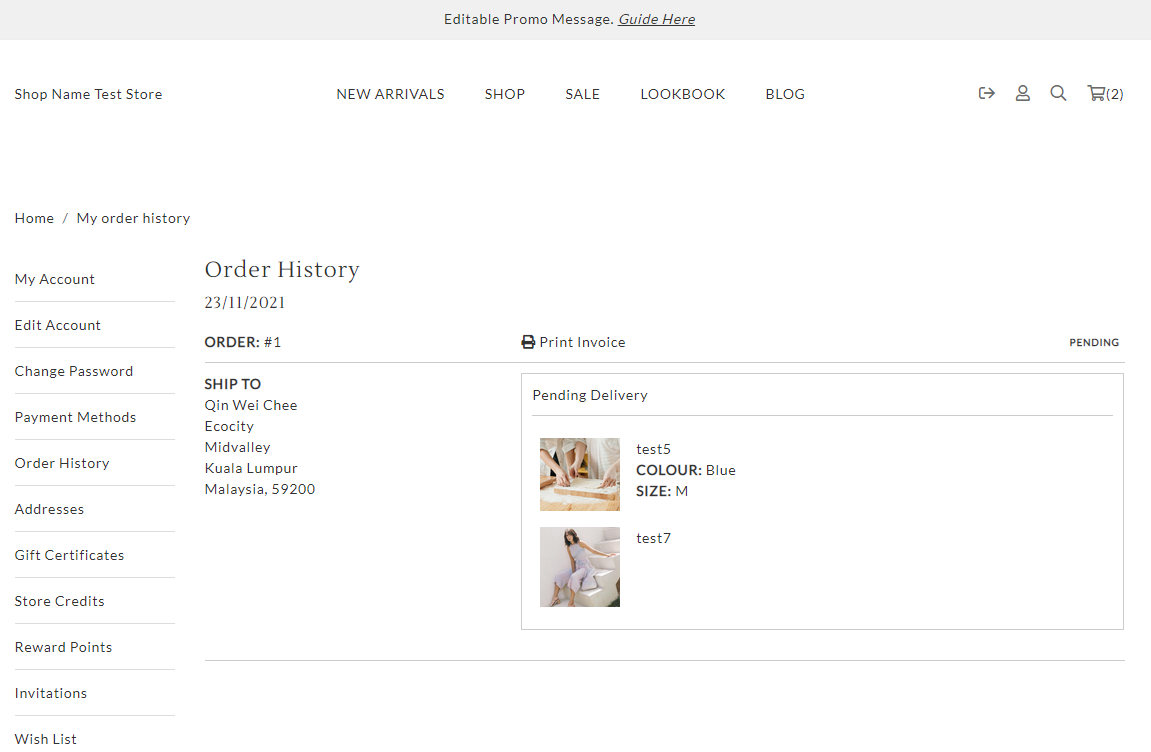 Editable Promo Message. Guide Here
Shop Name Test Store
NEW ARRIVALS
SHOP
SALE
LOOKBOOK
BLOG
(2)
Home / My order history
My Account
Edit Account
Change Password
Payment Methods
Order History
Addresses
Gift Certificates
Store Credits
Reward Points
Invitations
Wish List
Order History
23/11/2021
ORDER: #1
Print Invoice
PENDING
SHIP TO
Qin Wei Chee
Ecocity
Midvalley
Kuala Lumpur
Malaysia, 59200
Pending Delivery
test5
COLOUR: Blue
SIZE: M
test7